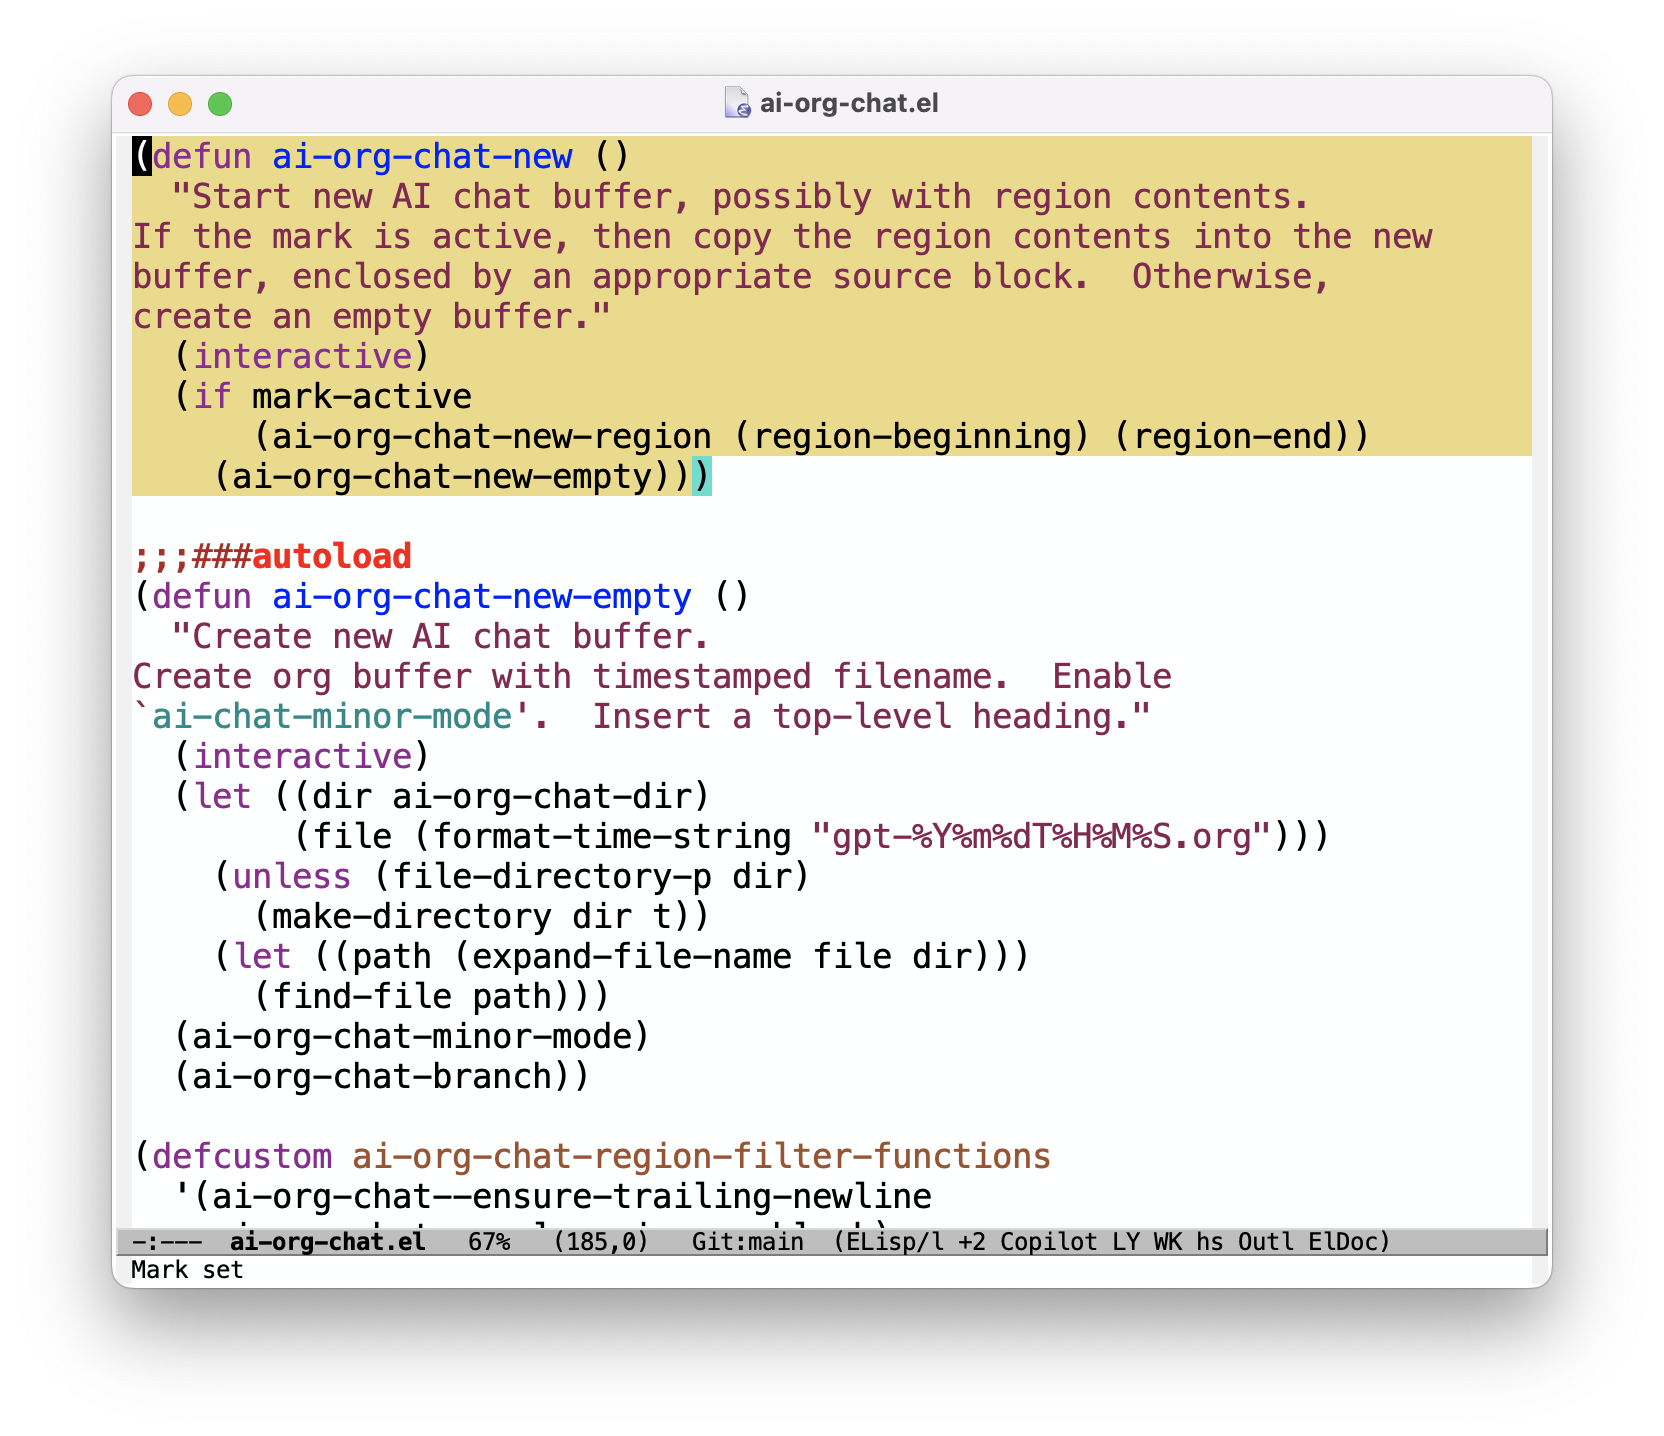 ai-org-chat.el
(defun ai-org-chat-new ()
  "Start new AI chat buffer, possibly with region contents.
If the mark is active, then copy the region contents into the new
buffer, enclosed by an appropriate source block.  Otherwise,
create an empty buffer."
  (interactive)
  (if mark-active
      (ai-org-chat-new-region (region-beginning) (region-end))
    (ai-org-chat-new-empty)))
;;;###autoload
(defun ai-org-chat-new-empty ()
  "Create new AI chat buffer.
Create org buffer with timestamped filename.  Enable
`ai-chat-minor-mode'.  Insert a top-level heading."
  (interactive)
  (let ((dir ai-org-chat-dir)
        (file (format-time-string "gpt-%Y%m%dT%H%M%S.org")))
    (unless (file-directory-p dir)
      (make-directory dir t))
    (let ((path (expand-file-name file dir)))
      (find-file path)))
  (ai-org-chat-minor-mode)
  (ai-org-chat-branch))
(defcustom ai-org-chat-region-filter-functions
  '(ai-org-chat--ensure-trailing-newline
-:---  ai-org-chat.el   67%   (185,0)   Git:main  (ELisp/l +2 Copilot LY WK hs Outl ElDoc)
Mark set